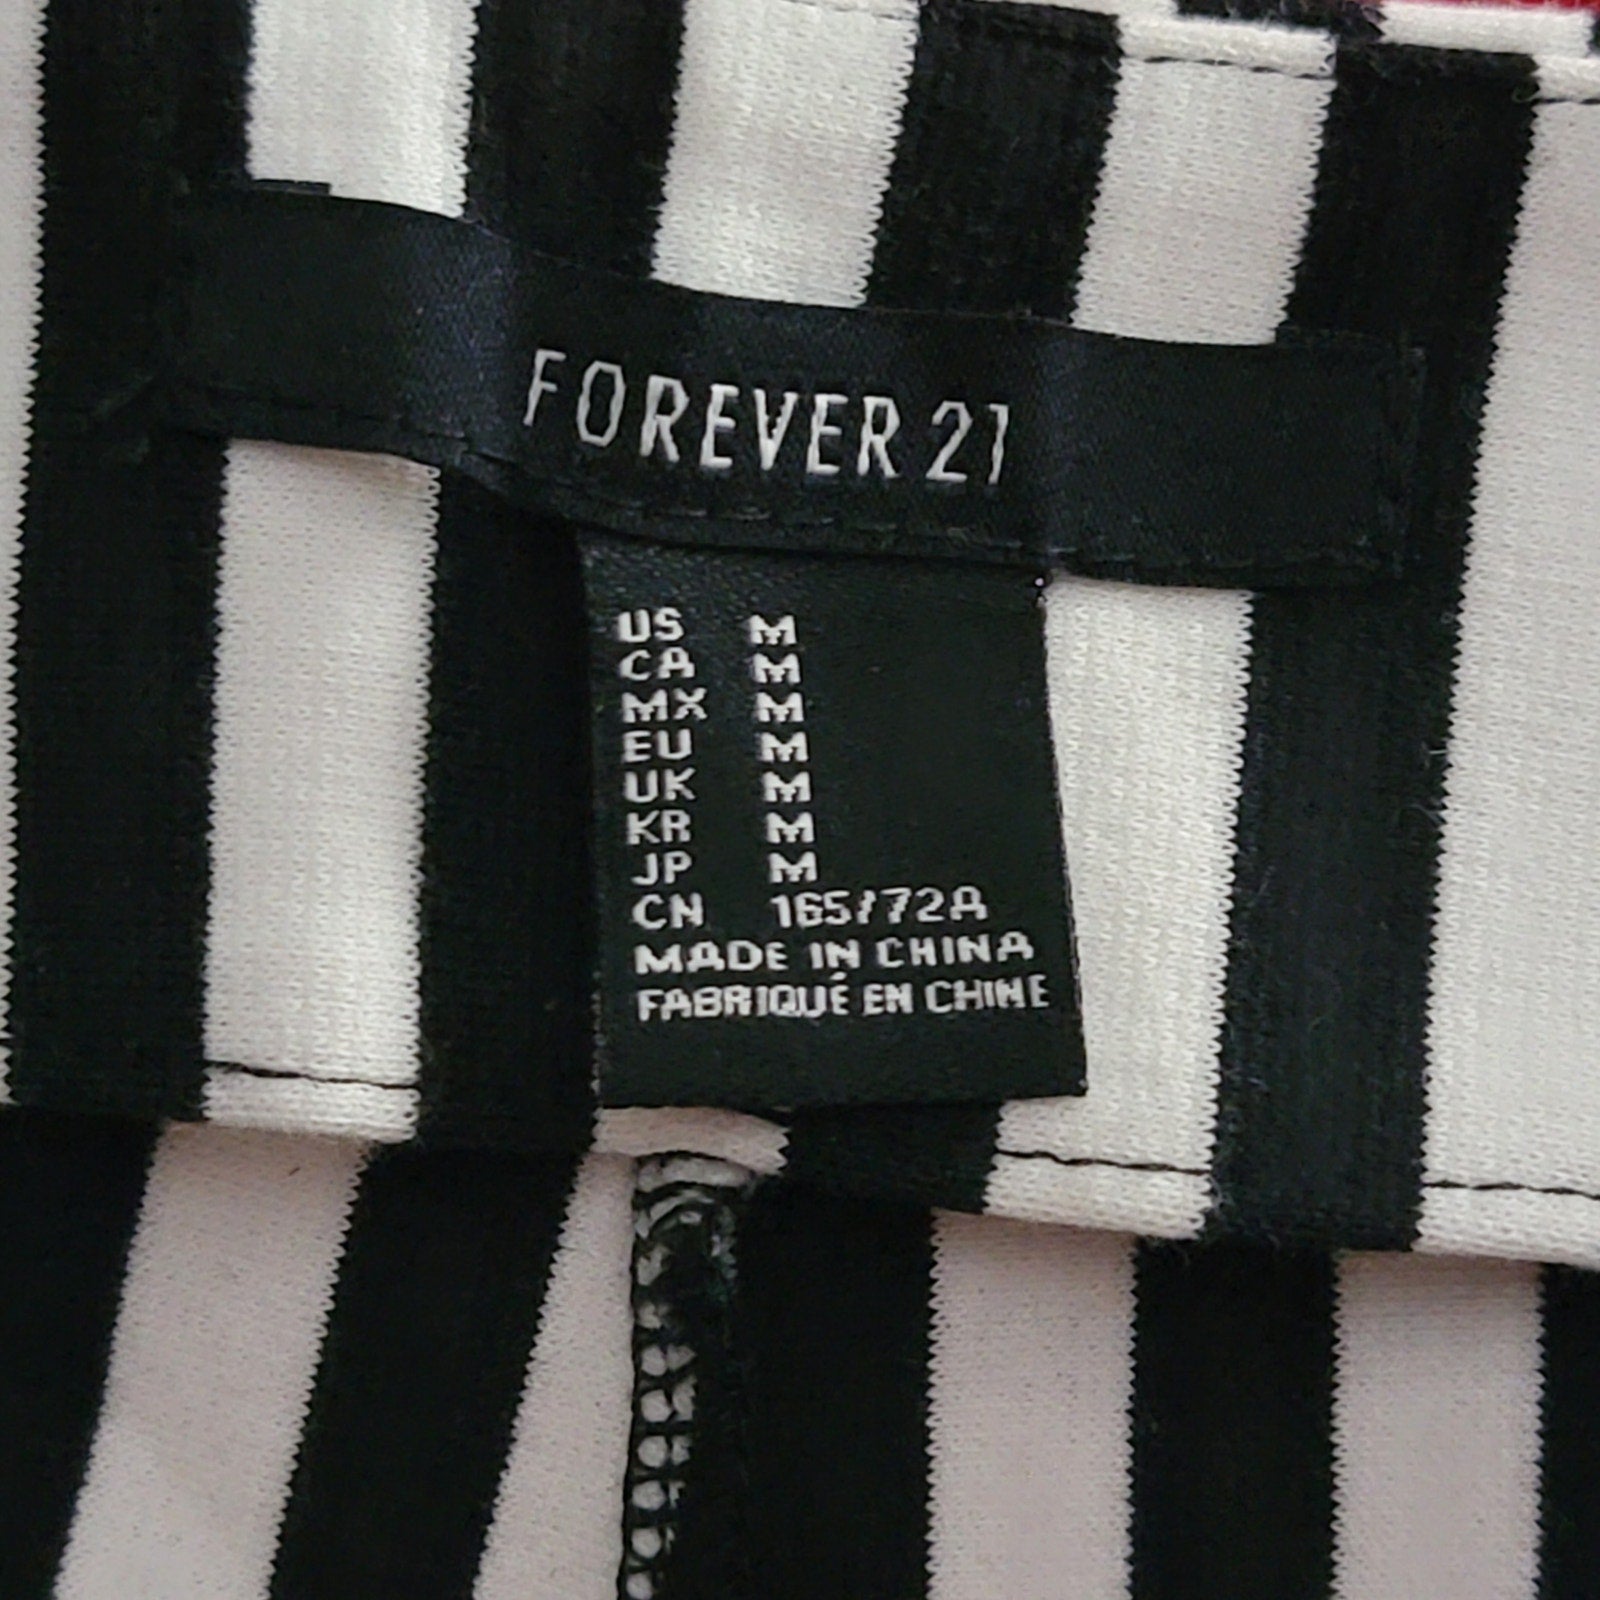 FOREVER 21
US M
CA M
MX M
EU M
UK M
KR M
JP M
CN 165/72A
MADE IN CHINA
FABRIQUÉ EN CHINE